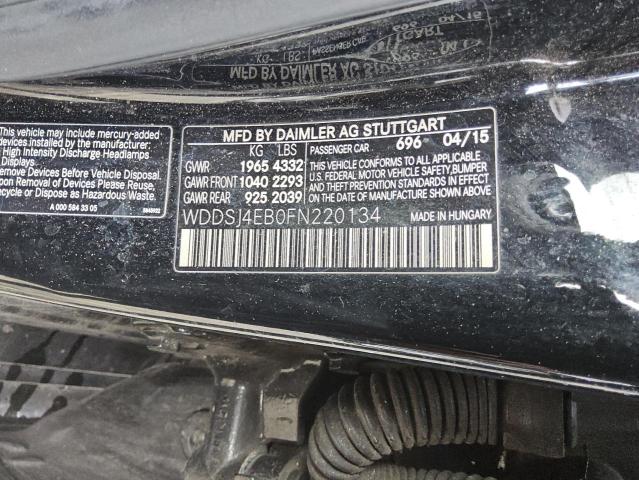 This vehicle may include mercury-added
devices installed by the manufacturer:
High Intensity Discharge Headlamps
Displays
Remove Devices Before Vehicle Disposal.
Upon Removal of Devices Please Reuse,
Recycle or Dispose as Hazardous Waste.
A 000 584 33 05
MFD BY DAIMLER AG STUTTGART
KG LBS PASSENGER CAR 696 04/15
GWR 1965 4332
GAWR FRONT 1040 2293
GAWR REAR 925 2039
THIS VEHICLE CONFORMS TO ALL APPLICABLE
U.S. FEDERAL MOTOR VEHICLE SAFETY,BUMPER
AND THEFT PREVENTION STANDARDS IN EFFECT
ON THE DATE OF MANUFACTURE SHOWN ABOVE.
WDDSJ4EB0FN220134